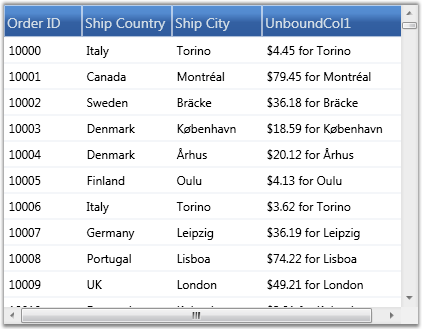 Order ID Ship Country Ship City UnboundCol1
10000 Italy Torino $4.45 for Torino
10001 Canada Montréal $79.45 for Montréal
10002 Sweden Bräcke $36.18 for Bräcke
10003 Denmark København $18.59 for København
10004 Denmark Århus $20.12 for Århus
10005 Finland Oulu $4.13 for Oulu
10006 Italy Torino $3.62 for Torino
10007 Germany Leipzig $36.19 for Leipzig
10008 Portugal Lisboa $74.22 for Lisboa
10009 UK London $49.21 for London